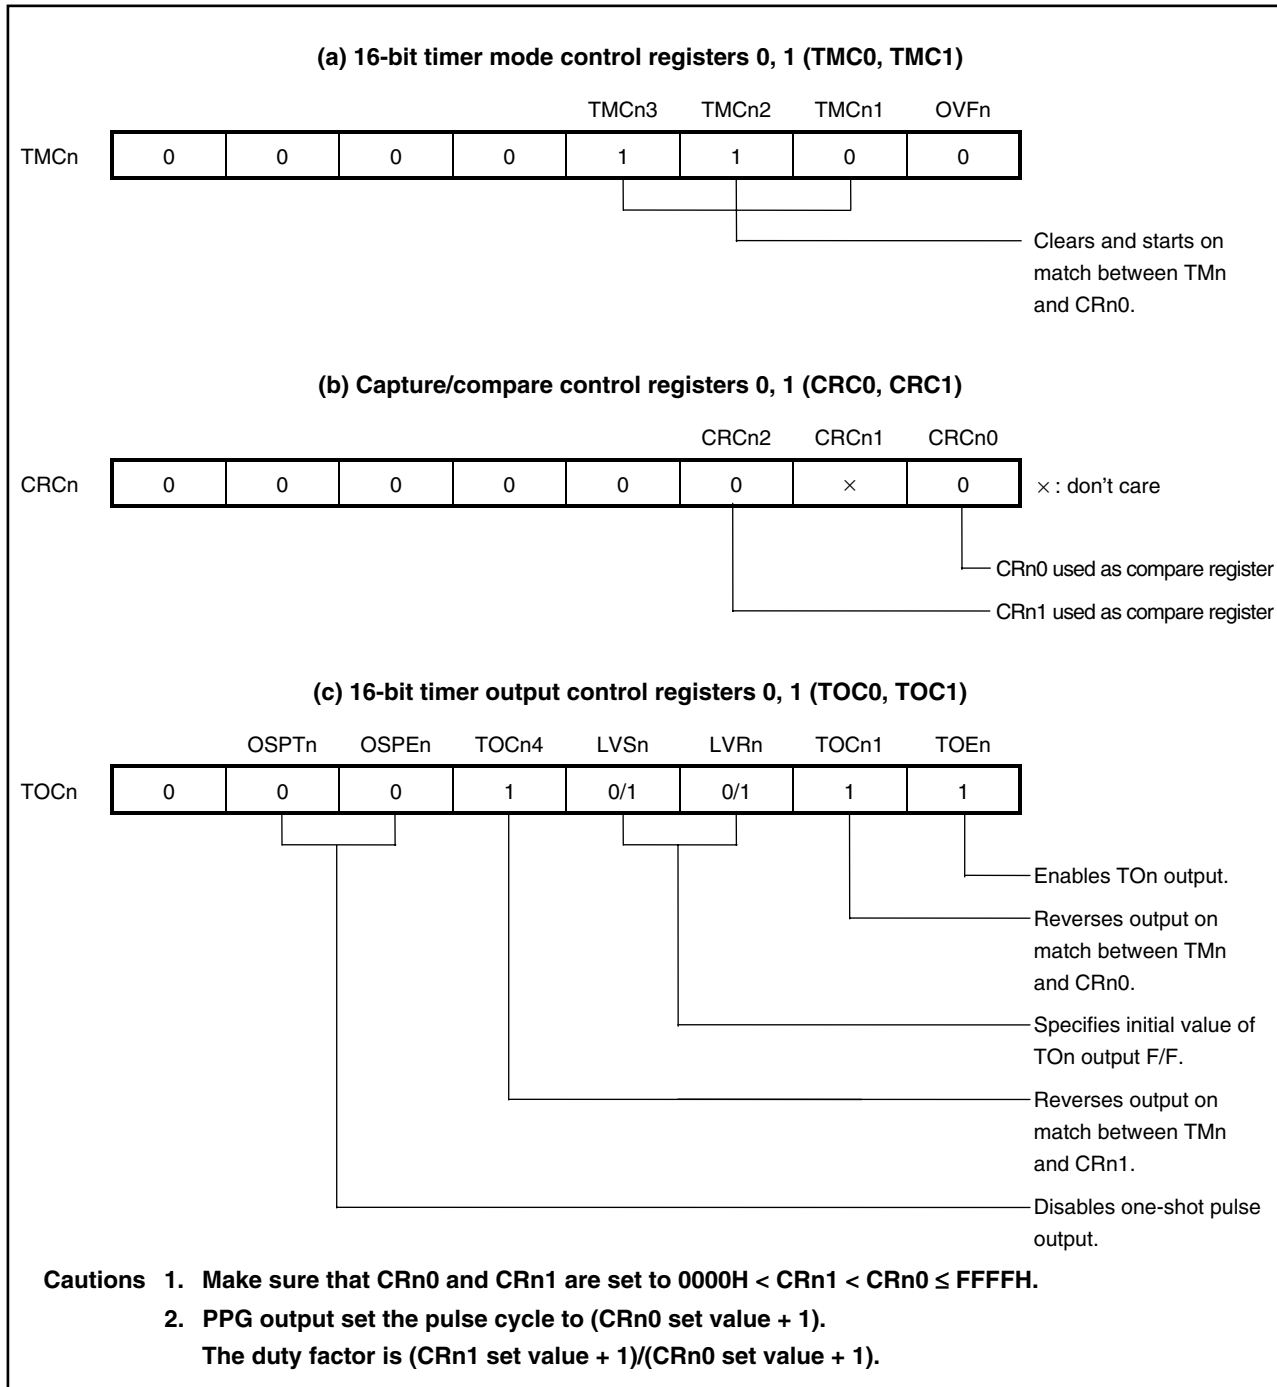 (a) 16-bit timer mode control registers 0, 1 (TMC0, TMC1)
TMCn3 TMCn2 TMCn1 OVFn
TMCn 0 0 0 0 1 1 0 0
Clears and starts on
match between TMn
and CRn0.
(b) Capture/compare control registers 0, 1 (CRC0, CRC1)
CRCn2 CRCn1 CRCn0
CRCn 0 0 0 0 0 0 × 0 × : don't care
CRn0 used as compare register
CRn1 used as compare register
(c) 16-bit timer output control registers 0, 1 (TOC0, TOC1)
OSPTn OSPEn TOCn4 LVSn LVRn TOCn1 TOEn
TOCn 0 0 0 1 0/1 0/1 1 1
Enables TOn output.
Reverses output on
match between TMn
and CRn0.
Specifies initial value of
TOn output F/F.
Reverses output on
match between TMn
and CRn1.
Disables one-shot pulse
output.
Cautions 1. Make sure that CRn0 and CRn1 are set to 0000H < CRn1 < CRn0 ≤ FFFFH.
2. PPG output set the pulse cycle to (CRn0 set value + 1).
The duty factor is (CRn1 set value + 1)/(CRn0 set value + 1).